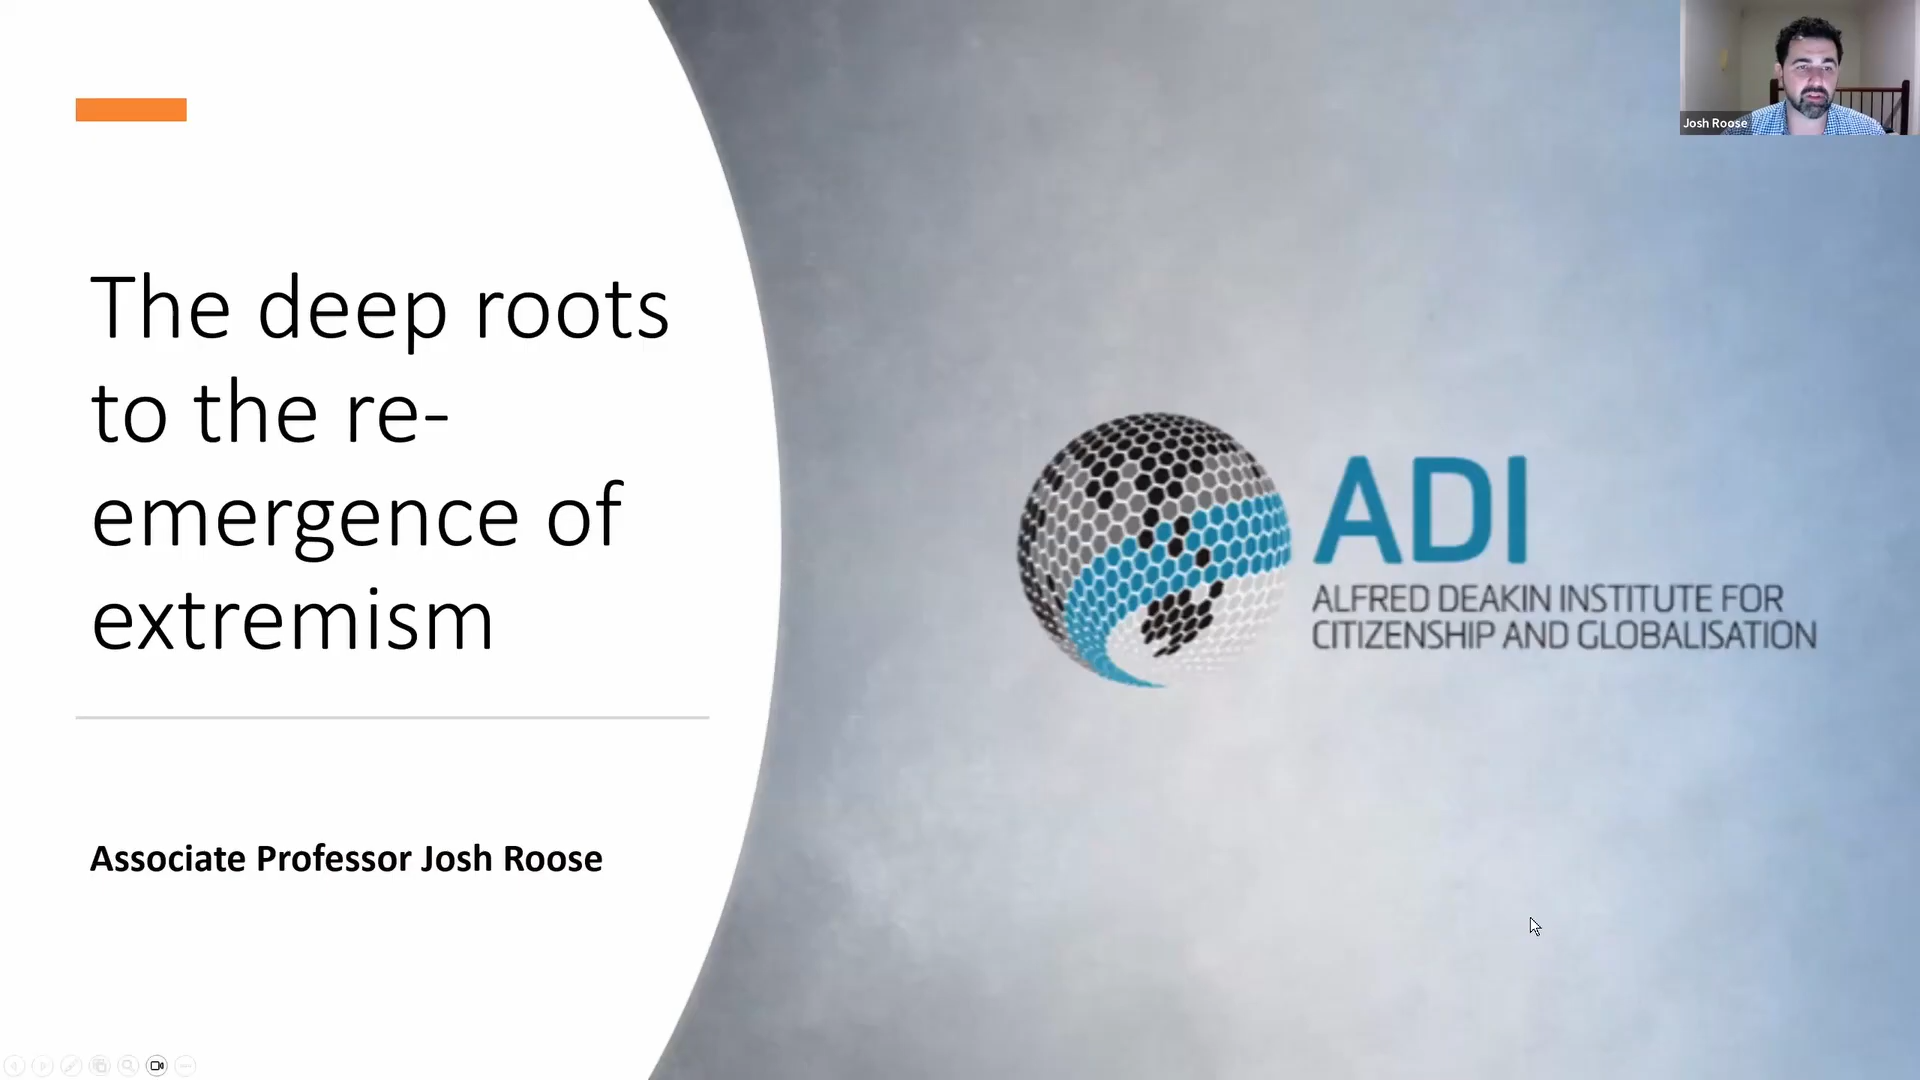 The deep roots
to the re-
emergence of
extremism
Associate Professor Josh Roose
ADI
ALFRED DEAKIN INSTITUTE FOR
CITIZENSHIP AND GLOBALISATION
Josh Roose